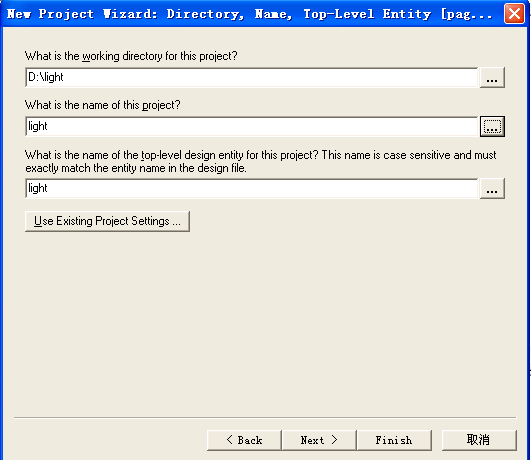 New Project Wizard: Directory, Name, Top-Level Entity [pag...
What is the working directory for this project?
D:\light
...
What is the name of this project?
light
...
What is the name of the top-level design entity for this project? This name is case sensitive and must
exactly match the entity name in the design file.
light
...
Use Existing Project Settings ...
< Back
Next >
Finish
取消